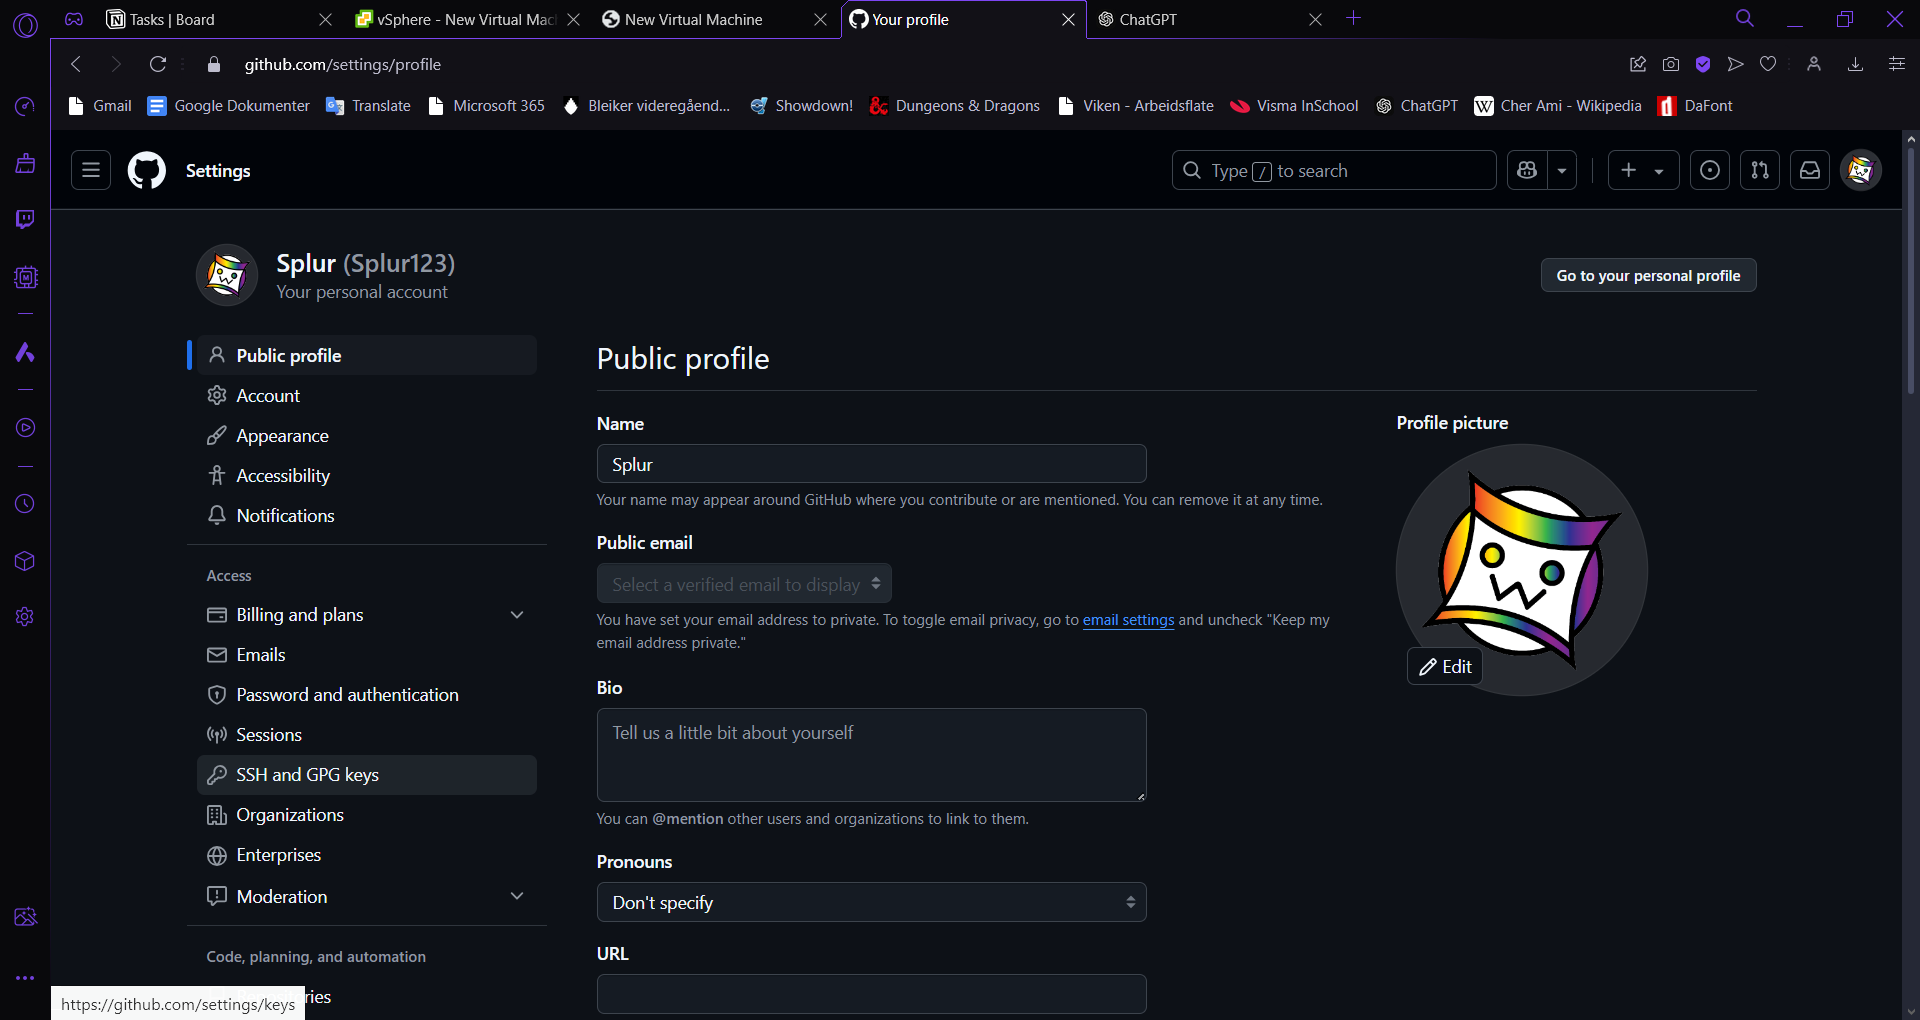 Tasks | Board
vSphere - New Virtual Mac
New Virtual Machine
Your profile
ChatGPT
github.com/settings/profile
Gmail
Google Dokumenter
Translate
Microsoft 365
Bleiker videregåend...
Showdown!
Dungeons & Dragons
Viken - Arbeidsflate
Visma InSchool
ChatGPT
Cher Ami - Wikipedia
DaFont
Settings
Type / to search
Splur (Splur123)
Your personal account
Go to your personal profile
Public profile
Account
Appearance
Accessibility
Notifications
Access
Billing and plans
Emails
Password and authentication
Sessions
SSH and GPG keys
Organizations
Enterprises
Moderation
Code, planning, and automation
ries
https://github.com/settings/keys
Public profile
Name
Splur
Your name may appear around GitHub where you contribute or are mentioned. You can remove it at any time.
Public email
Select a verified email to display
You have set your email address to private. To toggle email privacy, go to email settings and uncheck "Keep my
email address private."
Bio
Tell us a little bit about yourself
You can @mention other users and organizations to link to them.
Pronouns
Don't specify
URL
Profile picture
Edit